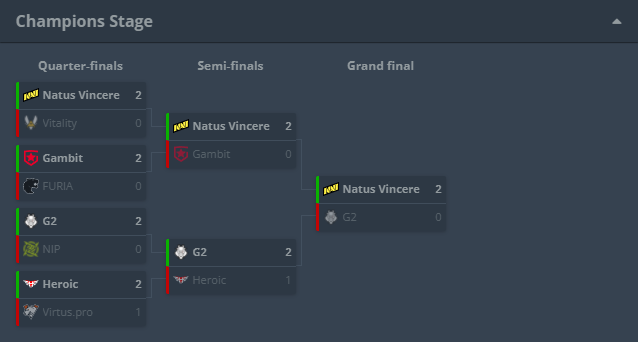 Champions Stage
Quarter-finals Semi-finals Grand final
Natus Vincere 2
Vitality 0
Gambit 2
FURIA 0
G2 2
NIP 0
Heroic 2
Virtus.pro 1
Natus Vincere 2
Gambit 0
G2 2
Heroic 1
Natus Vincere 2
G2 0